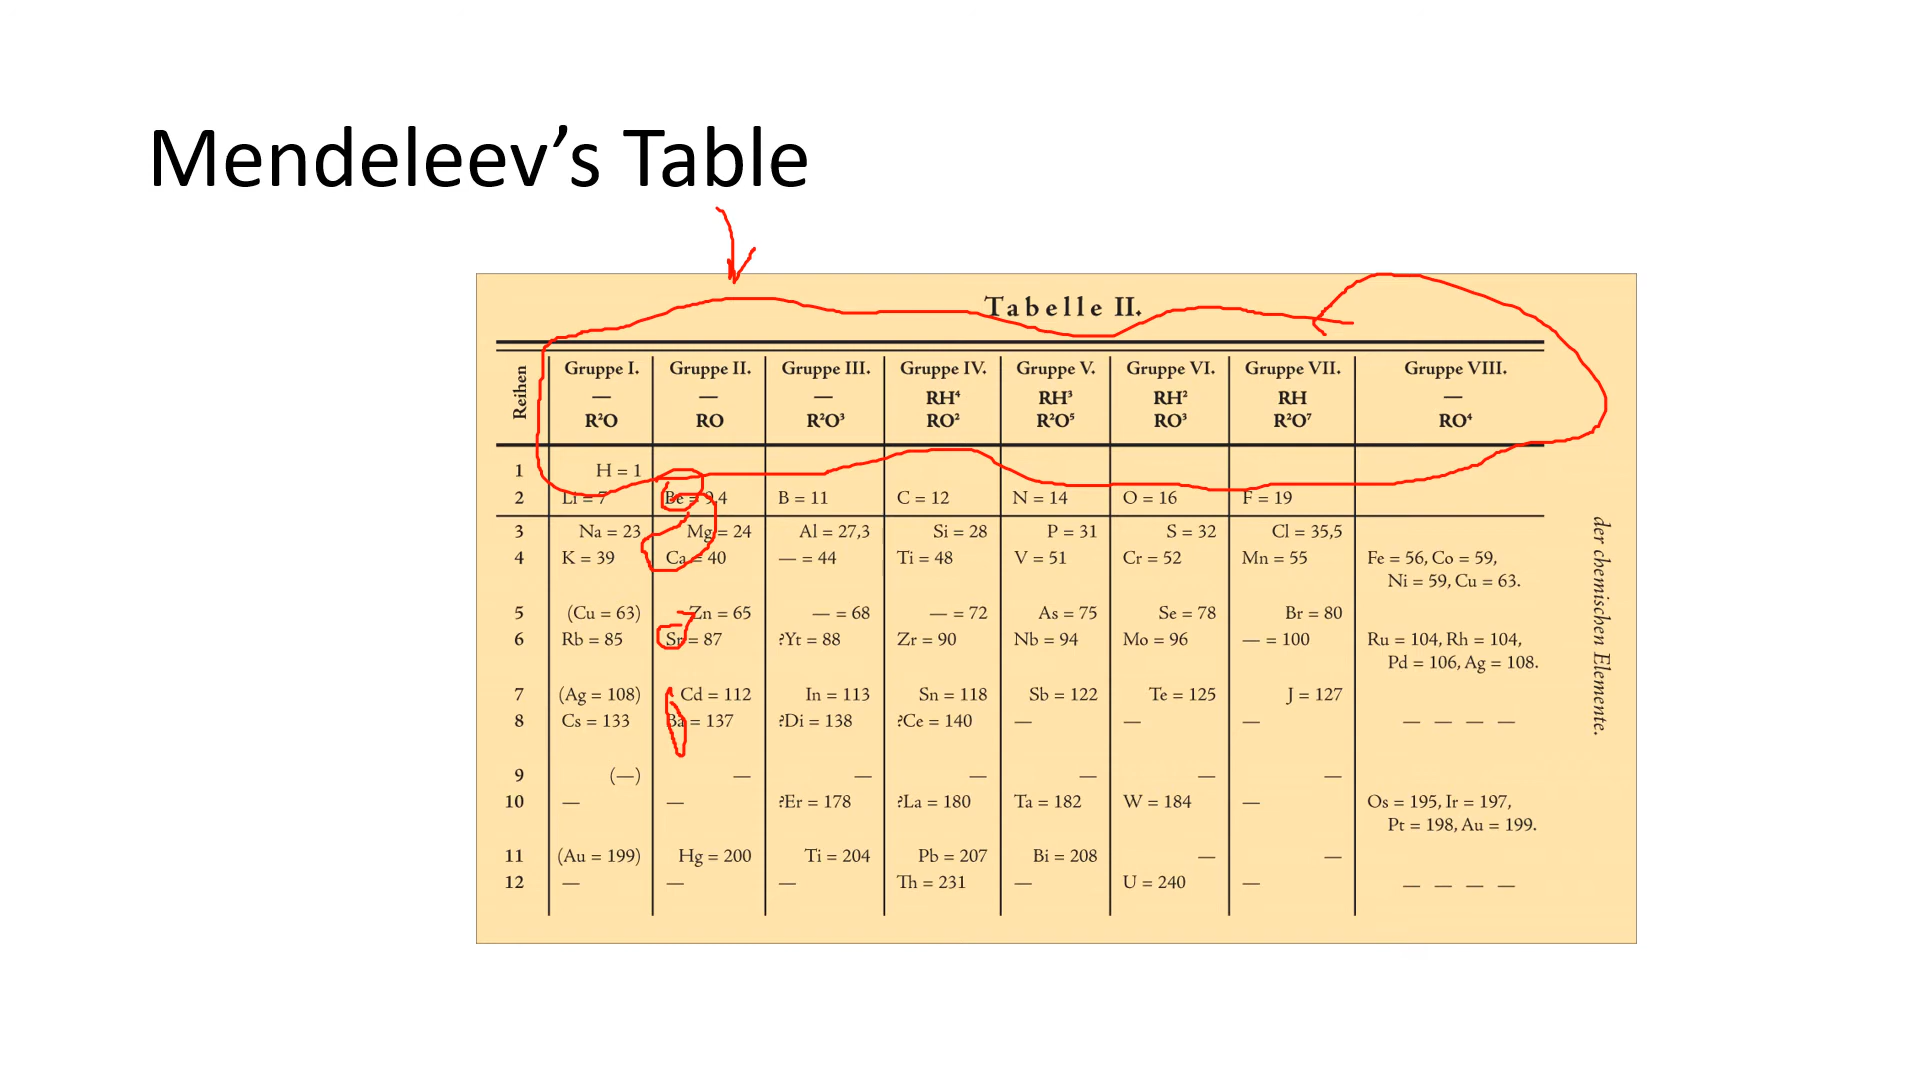 Mendeleev’s Table
Tabelle II.
Reihen Gruppe I. Gruppe II. Gruppe III. Gruppe IV. Gruppe V. Gruppe VI. Gruppe VII. Gruppe VIII.
— — — RH⁴ RH³ RH² RH —
R²O RO R²O³ RO² R²O⁵ RO³ R²O⁷ RO⁴
1 H = 1
2 Li = 7 Be = 9,4 B = 11 C = 12 N = 14 O = 16 F = 19
3 Na = 23 Mg = 24 Al = 27,3 Si = 28 P = 31 S = 32 Cl = 35,5
4 K = 39 Ca = 40 — = 44 Ti = 48 V = 51 Cr = 52 Mn = 55 Fe = 56, Co = 59,
Ni = 59, Cu = 63.
5 (Cu = 63) Zn = 65 — = 68 — = 72 As = 75 Se = 78 Br = 80
6 Rb = 85 Sr = 87 ?Yt = 88 Zr = 90 Nb = 94 Mo = 96 — = 100 Ru = 104, Rh = 104,
Pd = 106, Ag = 108.
7 (Ag = 108) Cd = 112 In = 113 Sn = 118 Sb = 122 Te = 125 J = 127
8 Cs = 133 Ba = 137 ?Di = 138 ?Ce = 140 — — — — — — —
9 (—) — — — — — —
10 — — ?Er = 178 ?La = 180 Ta = 182 W = 184 — Os = 195, Ir = 197,
Pt = 198, Au = 199.
11 (Au = 199) Hg = 200 Ti = 204 Pb = 207 Bi = 208 — —
12 — — — Th = 231 — U = 240 — — — — —
der chemischen Elemente.